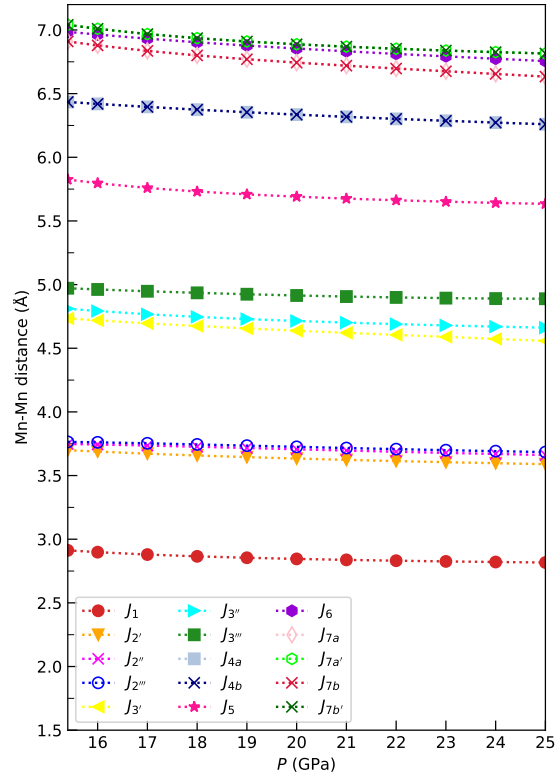 7.0
6.5
6.0
5.5
5.0
4.5
4.0
3.5
3.0
2.5
2.0
1.5
Mn-Mn distance (Å)
J₁ J₃″ J₆
J₂′ J₃‴ J₇ₐ
J₂″ J₄ₐ J₇ₐ′
J₂‴ J₄b J₇b
J₃′ J₅ J₇b′
16 17 18 19 20 21 22 23 24 25
P (GPa)